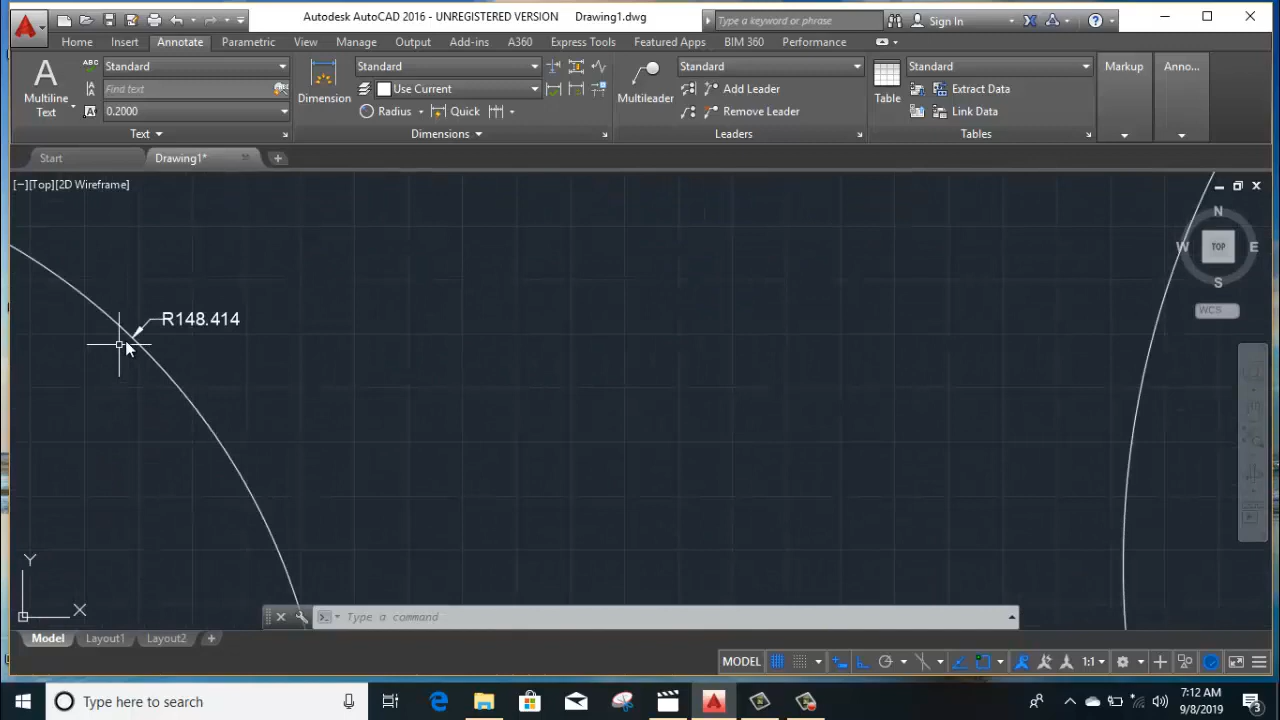 Autodesk AutoCAD 2016 - UNREGISTERED VERSION Drawing1.dwg
Type a keyword or phrase
Sign In
Home Insert Annotate Parametric View Manage Output Add-ins A360 Express Tools Featured Apps BIM 360 Performance
A
Multiline
Text
ABC Standard
Find text
0.2000
Text
Dimension
Standard
Use Current
Radius Quick
Dimensions
Multileader
Standard
Add Leader
Remove Leader
Leaders
Table
Standard
Extract Data
Link Data
Tables
Markup
Anno...
Start Drawing1*
[−][Top][2D Wireframe]
N
W TOP E
S
WCS
R148.414
Y
X
Type a command
Model Layout1 Layout2 +
MODEL 1:1
Type here to search
7:12 AM
9/8/2019
3